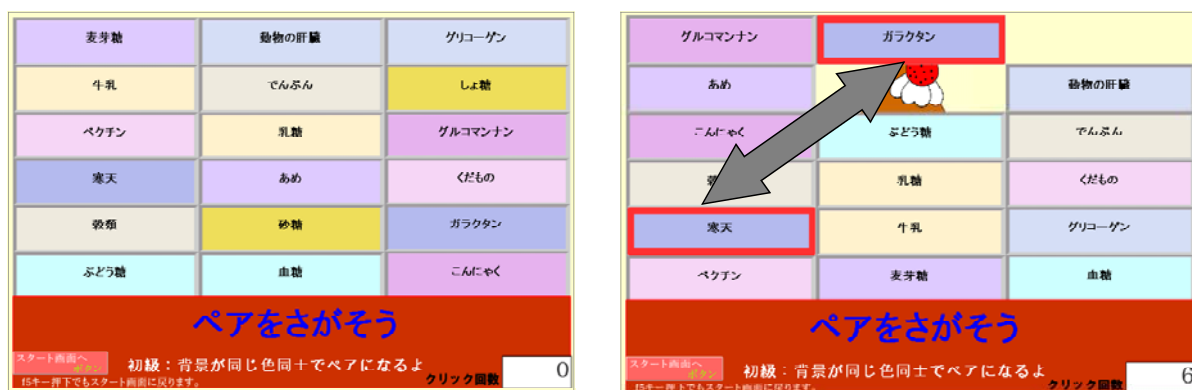 麦芽糖 動物の肝臓 グリコーゲン
牛乳 でんぷん しょ糖
ペクチン 乳糖 グルコマンナン
寒天 あめ くだもの
穀類 砂糖 ガラクタン
ぶどう糖 血糖 こんにゃく
ペアをさがそう
スタート画面へ
ボタン
初級：背景が同じ色同士でペアになるよ
f5キー押下でもスタート画面に戻ります。
クリック回数 0
グルコマンナン ガラクタン
あめ 動物の肝臓
こんにゃく ぶどう糖 でんぷん
乳糖 くだもの
寒天 牛乳 グリコーゲン
ペクチン 麦芽糖 血糖
ペアをさがそう
スタート画面へ
ボタン
初級：背景が同じ色同士でペアになるよ
f5キー押下でもスタート画面に戻ります。
クリック回数 6